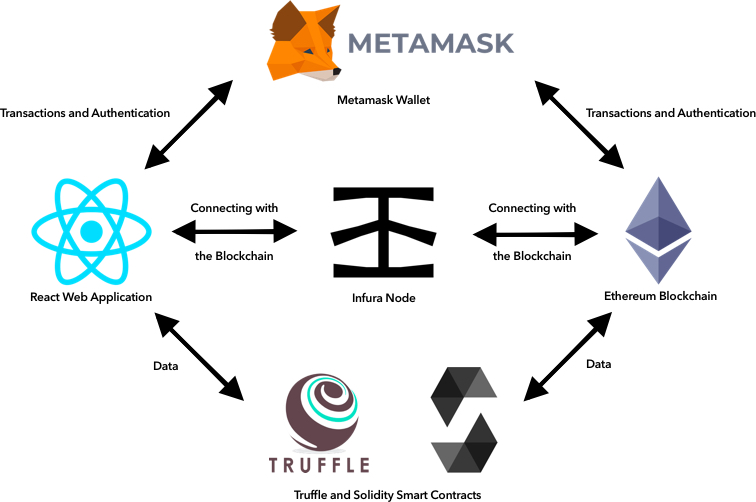 METAMASK
Metamask Wallet
Transactions and Authentication
Transactions and Authentication
Connecting with
the Blockchain
Connecting with
the Blockchain
React Web Application
Infura Node
Ethereum Blockchain
Data
Data
TRUFFLE
Truffle and Solidity Smart Contracts